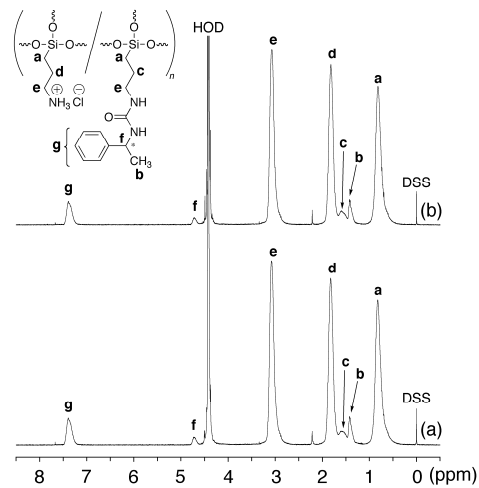 O O
O Si O O Si O
a a
d c
e e
n
NH3 Cl NH
O
NH
g f *
CH3
b
HOD
e
d
a
c
b
g
f
DSS
(b)
e
d
a
c
b
g
f
DSS
(a)
8 7 6 5 4 3 2 1 0 (ppm)